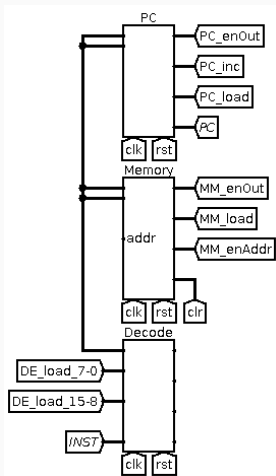 PC
PC_enOut
PC_inc
PC_load
PC
clk rst
Memory
MM_enOut
MM_load
addr
MM_enAddr
clk rst clr
Decode
DE_load_7-0
DE_load_15-8
INST
clk rst